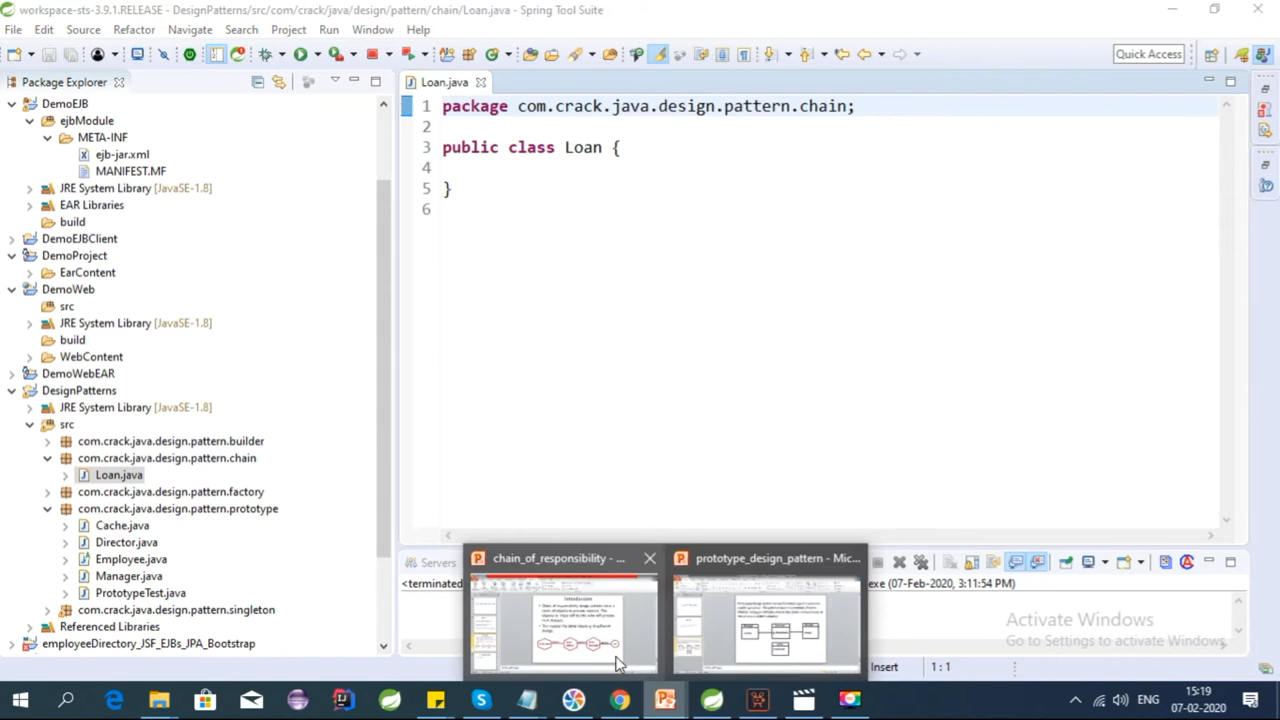 workspace-sts-3.9.1.RELEASE - DesignPatterns/src/com/crack/java/design/pattern/chain/Loan.java - Spring Tool Suite
File Edit Source Refactor Navigate Search Project Run Window Help
Quick Access
Package Explorer
DemoEJB
ejbModule
META-INF
ejb-jar.xml
MANIFEST.MF
JRE System Library [JavaSE-1.8]
EAR Libraries
build
DemoEJBClient
DemoProject
EarContent
DemoWeb
src
JRE System Library [JavaSE-1.8]
build
WebContent
DemoWebEAR
DesignPatterns
JRE System Library [JavaSE-1.8]
src
com.crack.java.design.pattern.builder
com.crack.java.design.pattern.chain
Loan.java
com.crack.java.design.pattern.factory
com.crack.java.design.pattern.prototype
Cache.java
Director.java
Employee.java
Manager.java
PrototypeTest.java
com.crack.java.design.pattern.singleton
Referenced Libraries
employeeDirectory_JSF_EJBs_JPA_Bootstrap
Loan.java
1 package com.crack.java.design.pattern.chain;
2
3 public class Loan {
4
5 }
6
Servers
<terminated
exe (07-Feb-2020, 3:11:54 PM)
chain_of_responsibility - ...
prototype_design_pattern - Mic...
Introduction
Activate Windows
Go to Settings to activate Windows.
Insert
1 : 1
ENG
15:19
07-02-2020